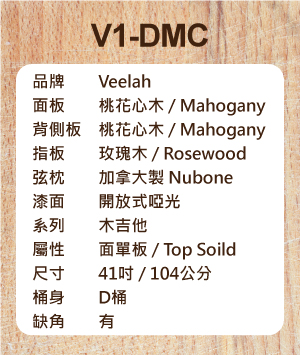 V1-DMC
品牌 Veelah
面板 桃花心木 / Mahogany
背側板 桃花心木 / Mahogany
指板 玫瑰木 / Rosewood
弦枕 加拿大製 Nubone
漆面 開放式啞光
系列 木吉他
屬性 面單板 / Top Soild
尺寸 41吋 / 104公分
桶身 D桶
缺角 有